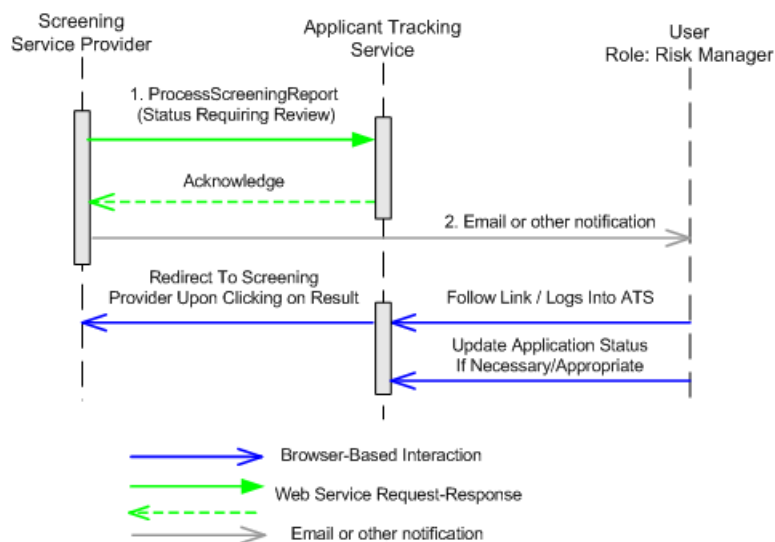 Screening
Service Provider
Applicant Tracking
Service
User
Role: Risk Manager
1. ProcessScreeningReport
(Status Requiring Review)
Acknowledge
2. Email or other notification
Redirect To Screening
Provider Upon Clicking on Result
Follow Link / Logs Into ATS
Update Application Status
If Necessary/Appropriate
Browser-Based Interaction
Web Service Request-Response
Email or other notification